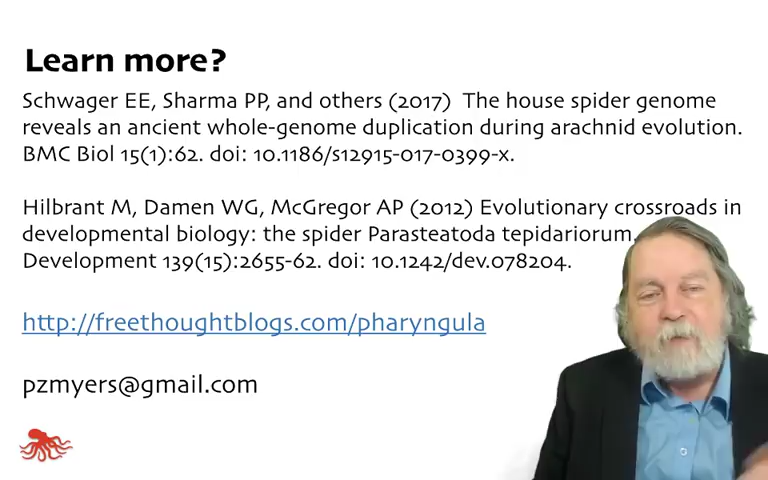 Learn more?
Schwager EE, Sharma PP, and others (2017)  The house spider genome
reveals an ancient whole-genome duplication during arachnid evolution.
BMC Biol 15(1):62. doi: 10.1186/s12915-017-0399-x.
Hilbrant M, Damen WG, McGregor AP (2012) Evolutionary crossroads in
developmental biology: the spider Parasteatoda tepidariorum.
Development 139(15):2655-62. doi: 10.1242/dev.078204.
http://freethoughtblogs.com/pharyngula
pzmyers@gmail.com